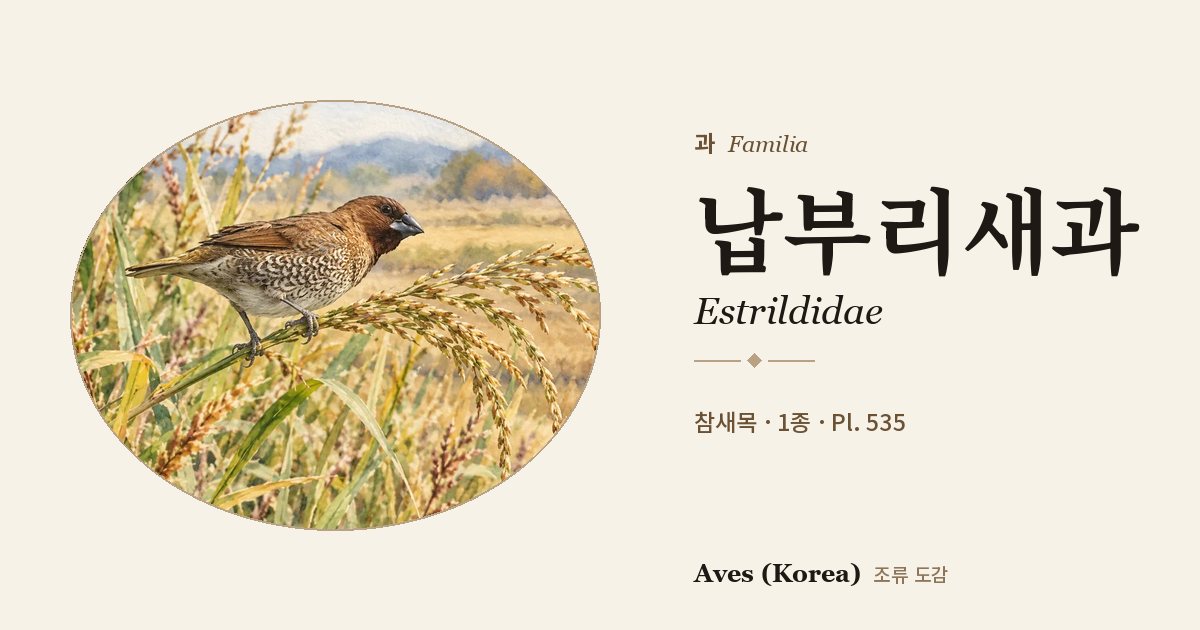 과 Familia
납부리새과
Estrildidae
참새목 · 1종 · Pl. 535
Aves (Korea) 조류 도감